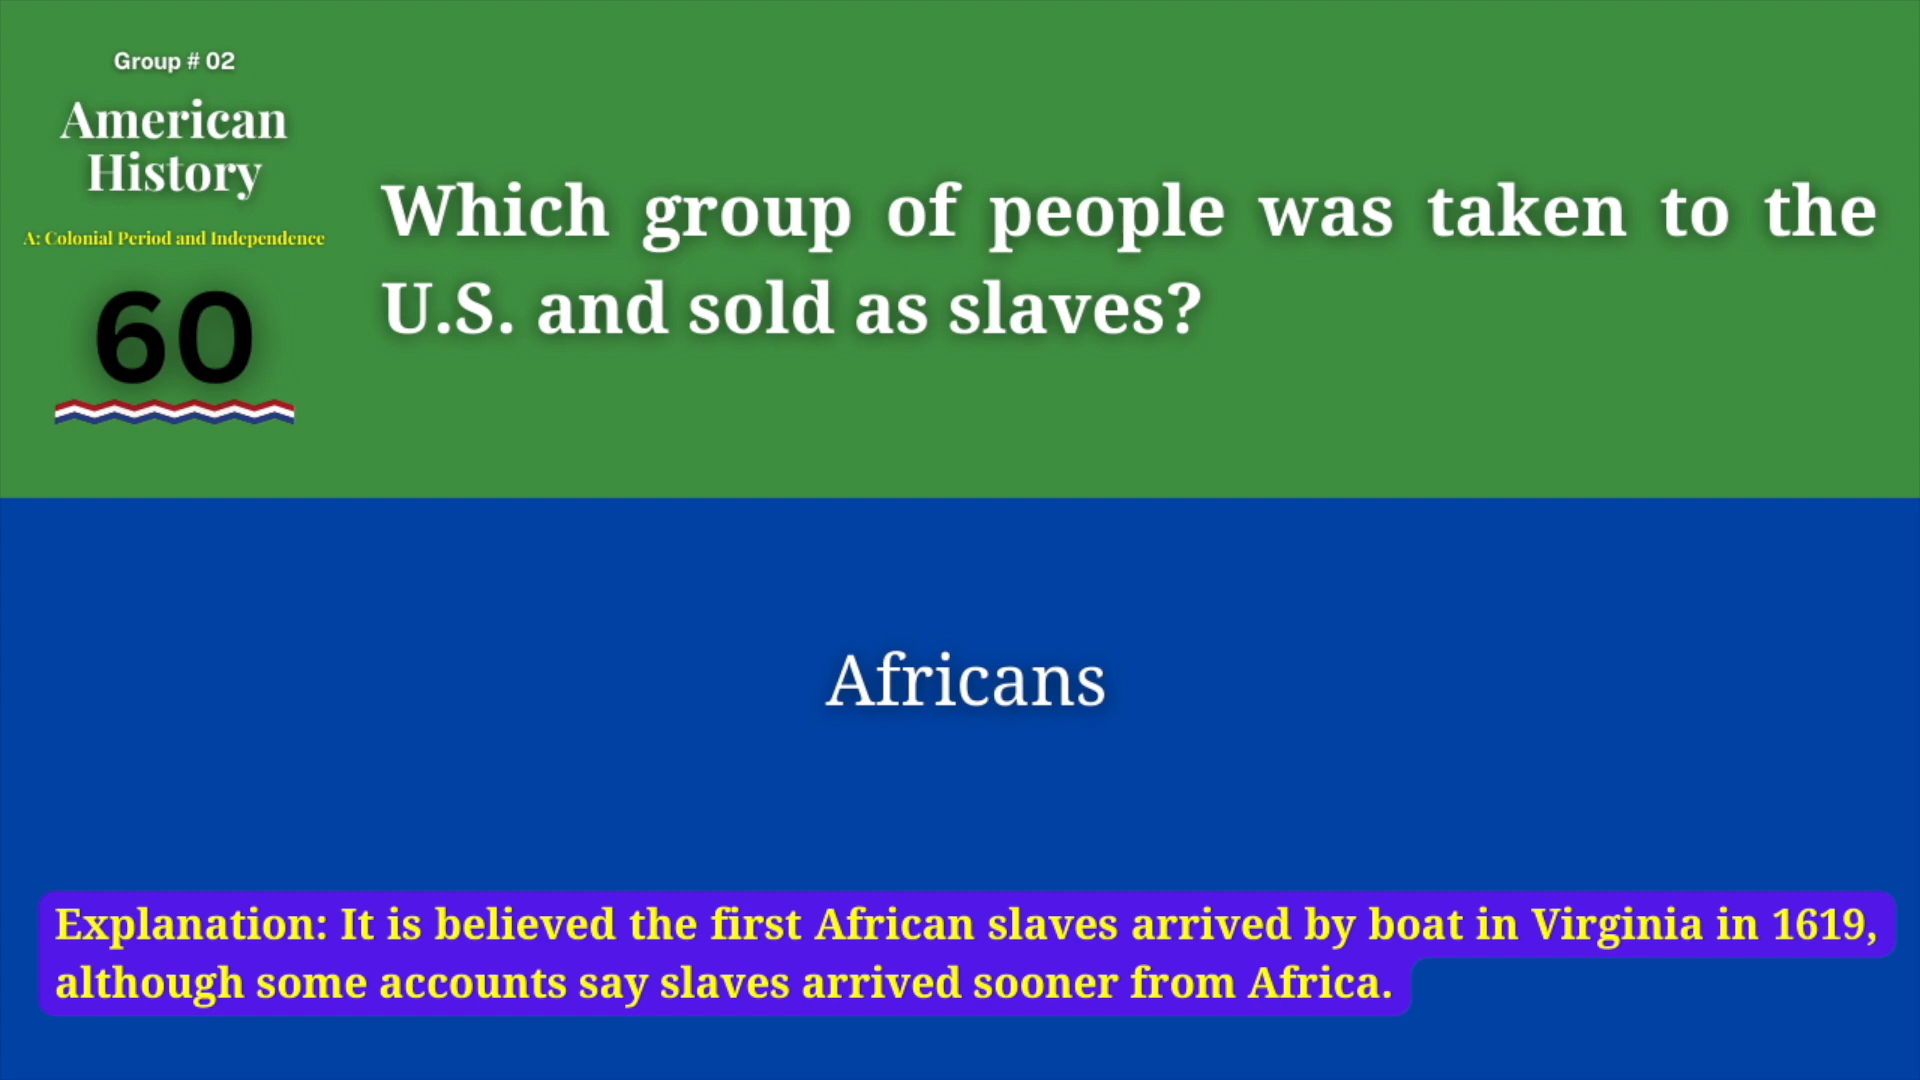 Group # 02
American
History
A: Colonial Period and Independence
60
Which group of people was taken to the
U.S. and sold as slaves?
Africans
Explanation: It is believed the first African slaves arrived by boat in Virginia in 1619,
although some accounts say slaves arrived sooner from Africa.